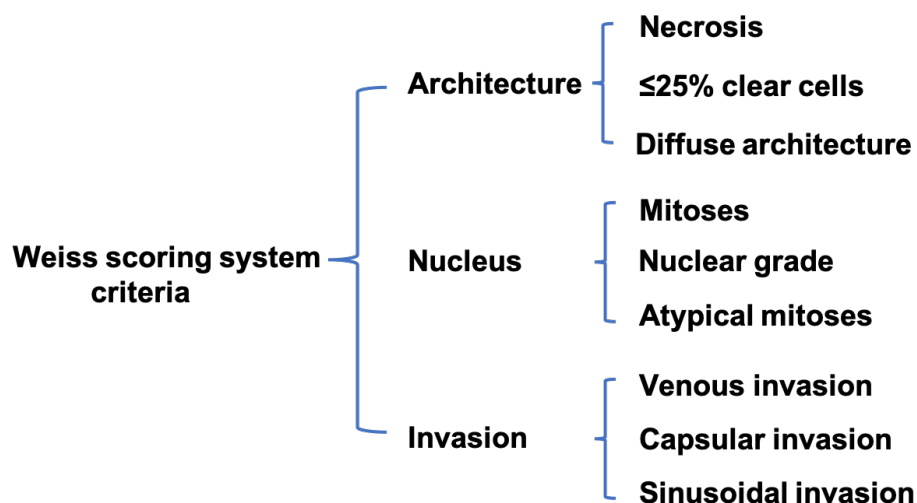 Weiss scoring system
criteria
Architecture
Necrosis
≤25% clear cells
Diffuse architecture
Nucleus
Mitoses
Nuclear grade
Atypical mitoses
Invasion
Venous invasion
Capsular invasion
Sinusoidal invasion